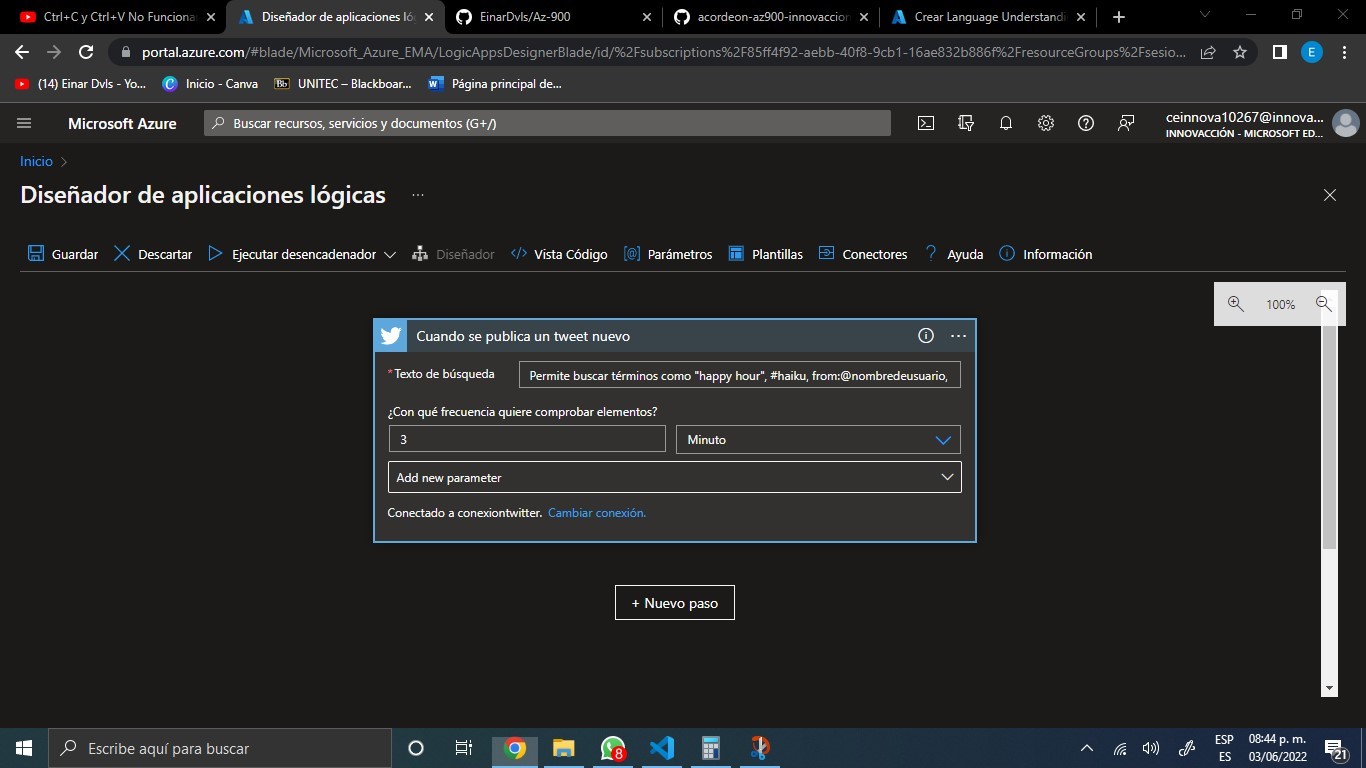 Ctrl+C y Ctrl+V No Funciona
Diseñador de aplicaciones ló
EinarDvls/Az-900
acordeon-az900-innovaccion
Crear Language Understandi
portal.azure.com/#blade/Microsoft_Azure_EMA/LogicAppsDesignerBlade/id/%2Fsubscriptions%2F85ff4f92-aebb-40f8-9cb1-16ae832b886f%2FresourceGroups%2Fsesio...
E
(14) Einar Dvls - Yo...
Inicio - Canva
Bb UNITEC – Blackboar...
Página principal de...
Microsoft Azure
Buscar recursos, servicios y documentos (G+/)
ceinnova10267@innova...
INNOVACCIÓN - MICROSOFT ED...
Inicio >
Diseñador de aplicaciones lógicas ...
Guardar
Descartar
Ejecutar desencadenador
Diseñador
Vista Código
Parámetros
Plantillas
Conectores
Ayuda
Información
100%
Cuando se publica un tweet nuevo
*Texto de búsqueda
Permite buscar términos como "happy hour", #haiku, from:@nombredeusuario,
¿Con qué frecuencia quiere comprobar elementos?
3
Minuto
Add new parameter
Conectado a conexiontwitter. Cambiar conexión.
+ Nuevo paso
Escribe aquí para buscar
8
ESP
ES
08:44 p. m.
03/06/2022
21